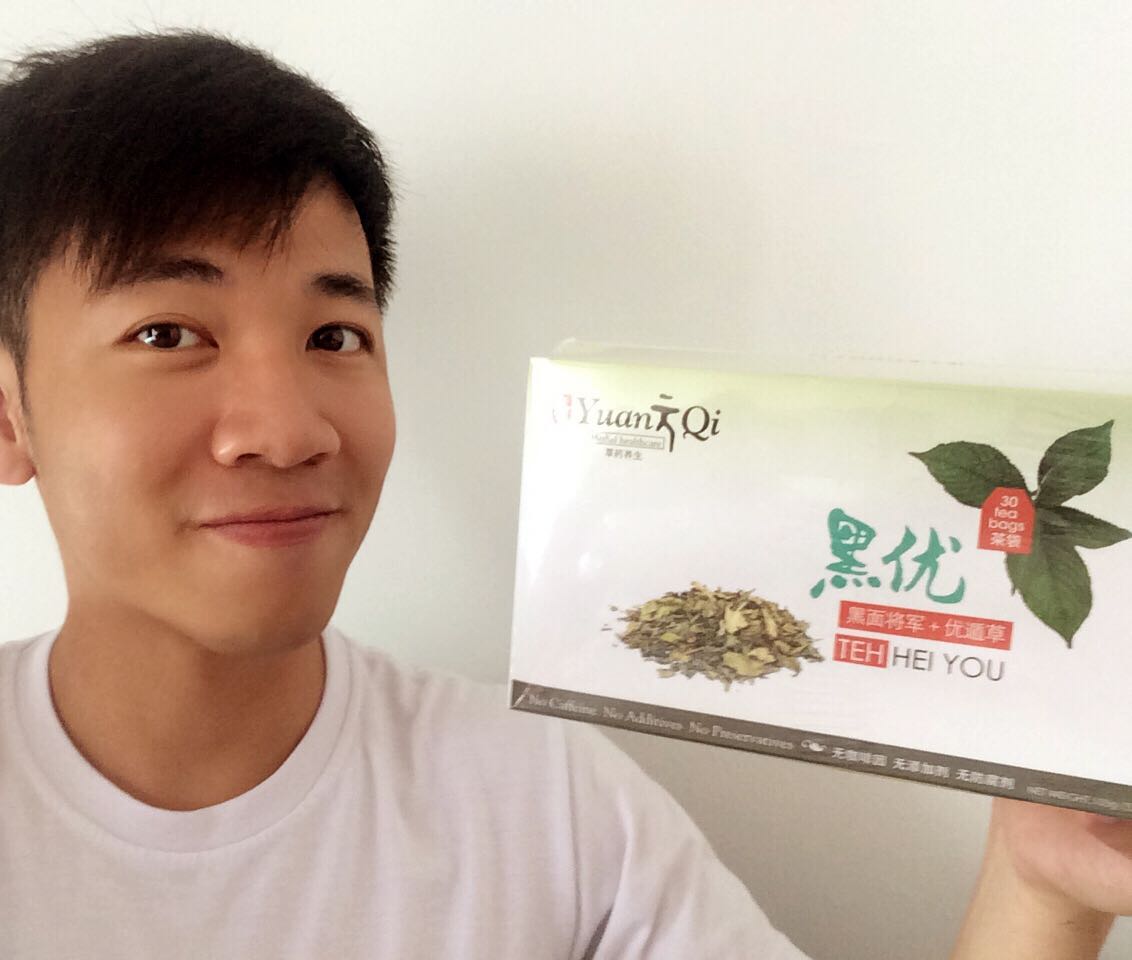 Yuan Qi
Herbal healthcare
草药养生
30
tea
bags
茶袋
黑优
黑面将军 + 优遁草
TEH HEI YOU
No Caffeine No Additives No Preservatives 无咖啡因 无添加剂 无防腐剂
NET WEIGHT: